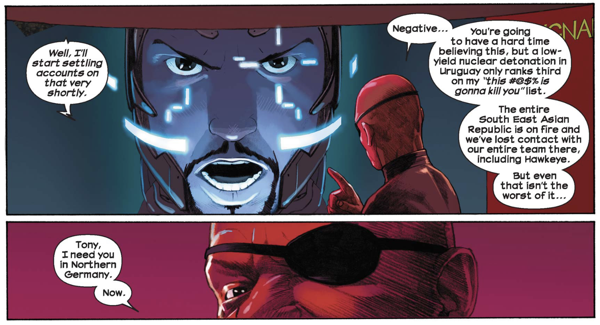 Well, I'll
start settling
accounts on
that very
shortly.
Negative...
You're going
to have a hard time
believing this, but a low-
yield nuclear detonation in
Uruguay only ranks third
on my "this #@$% is
gonna kill you" list.
The entire
South East Asian
Republic is on fire and
we've lost contact with
our entire team there,
including Hawkeye.
But even
that isn't the
worst of it...
Tony,
I need you
in Northern
Germany.
Now.